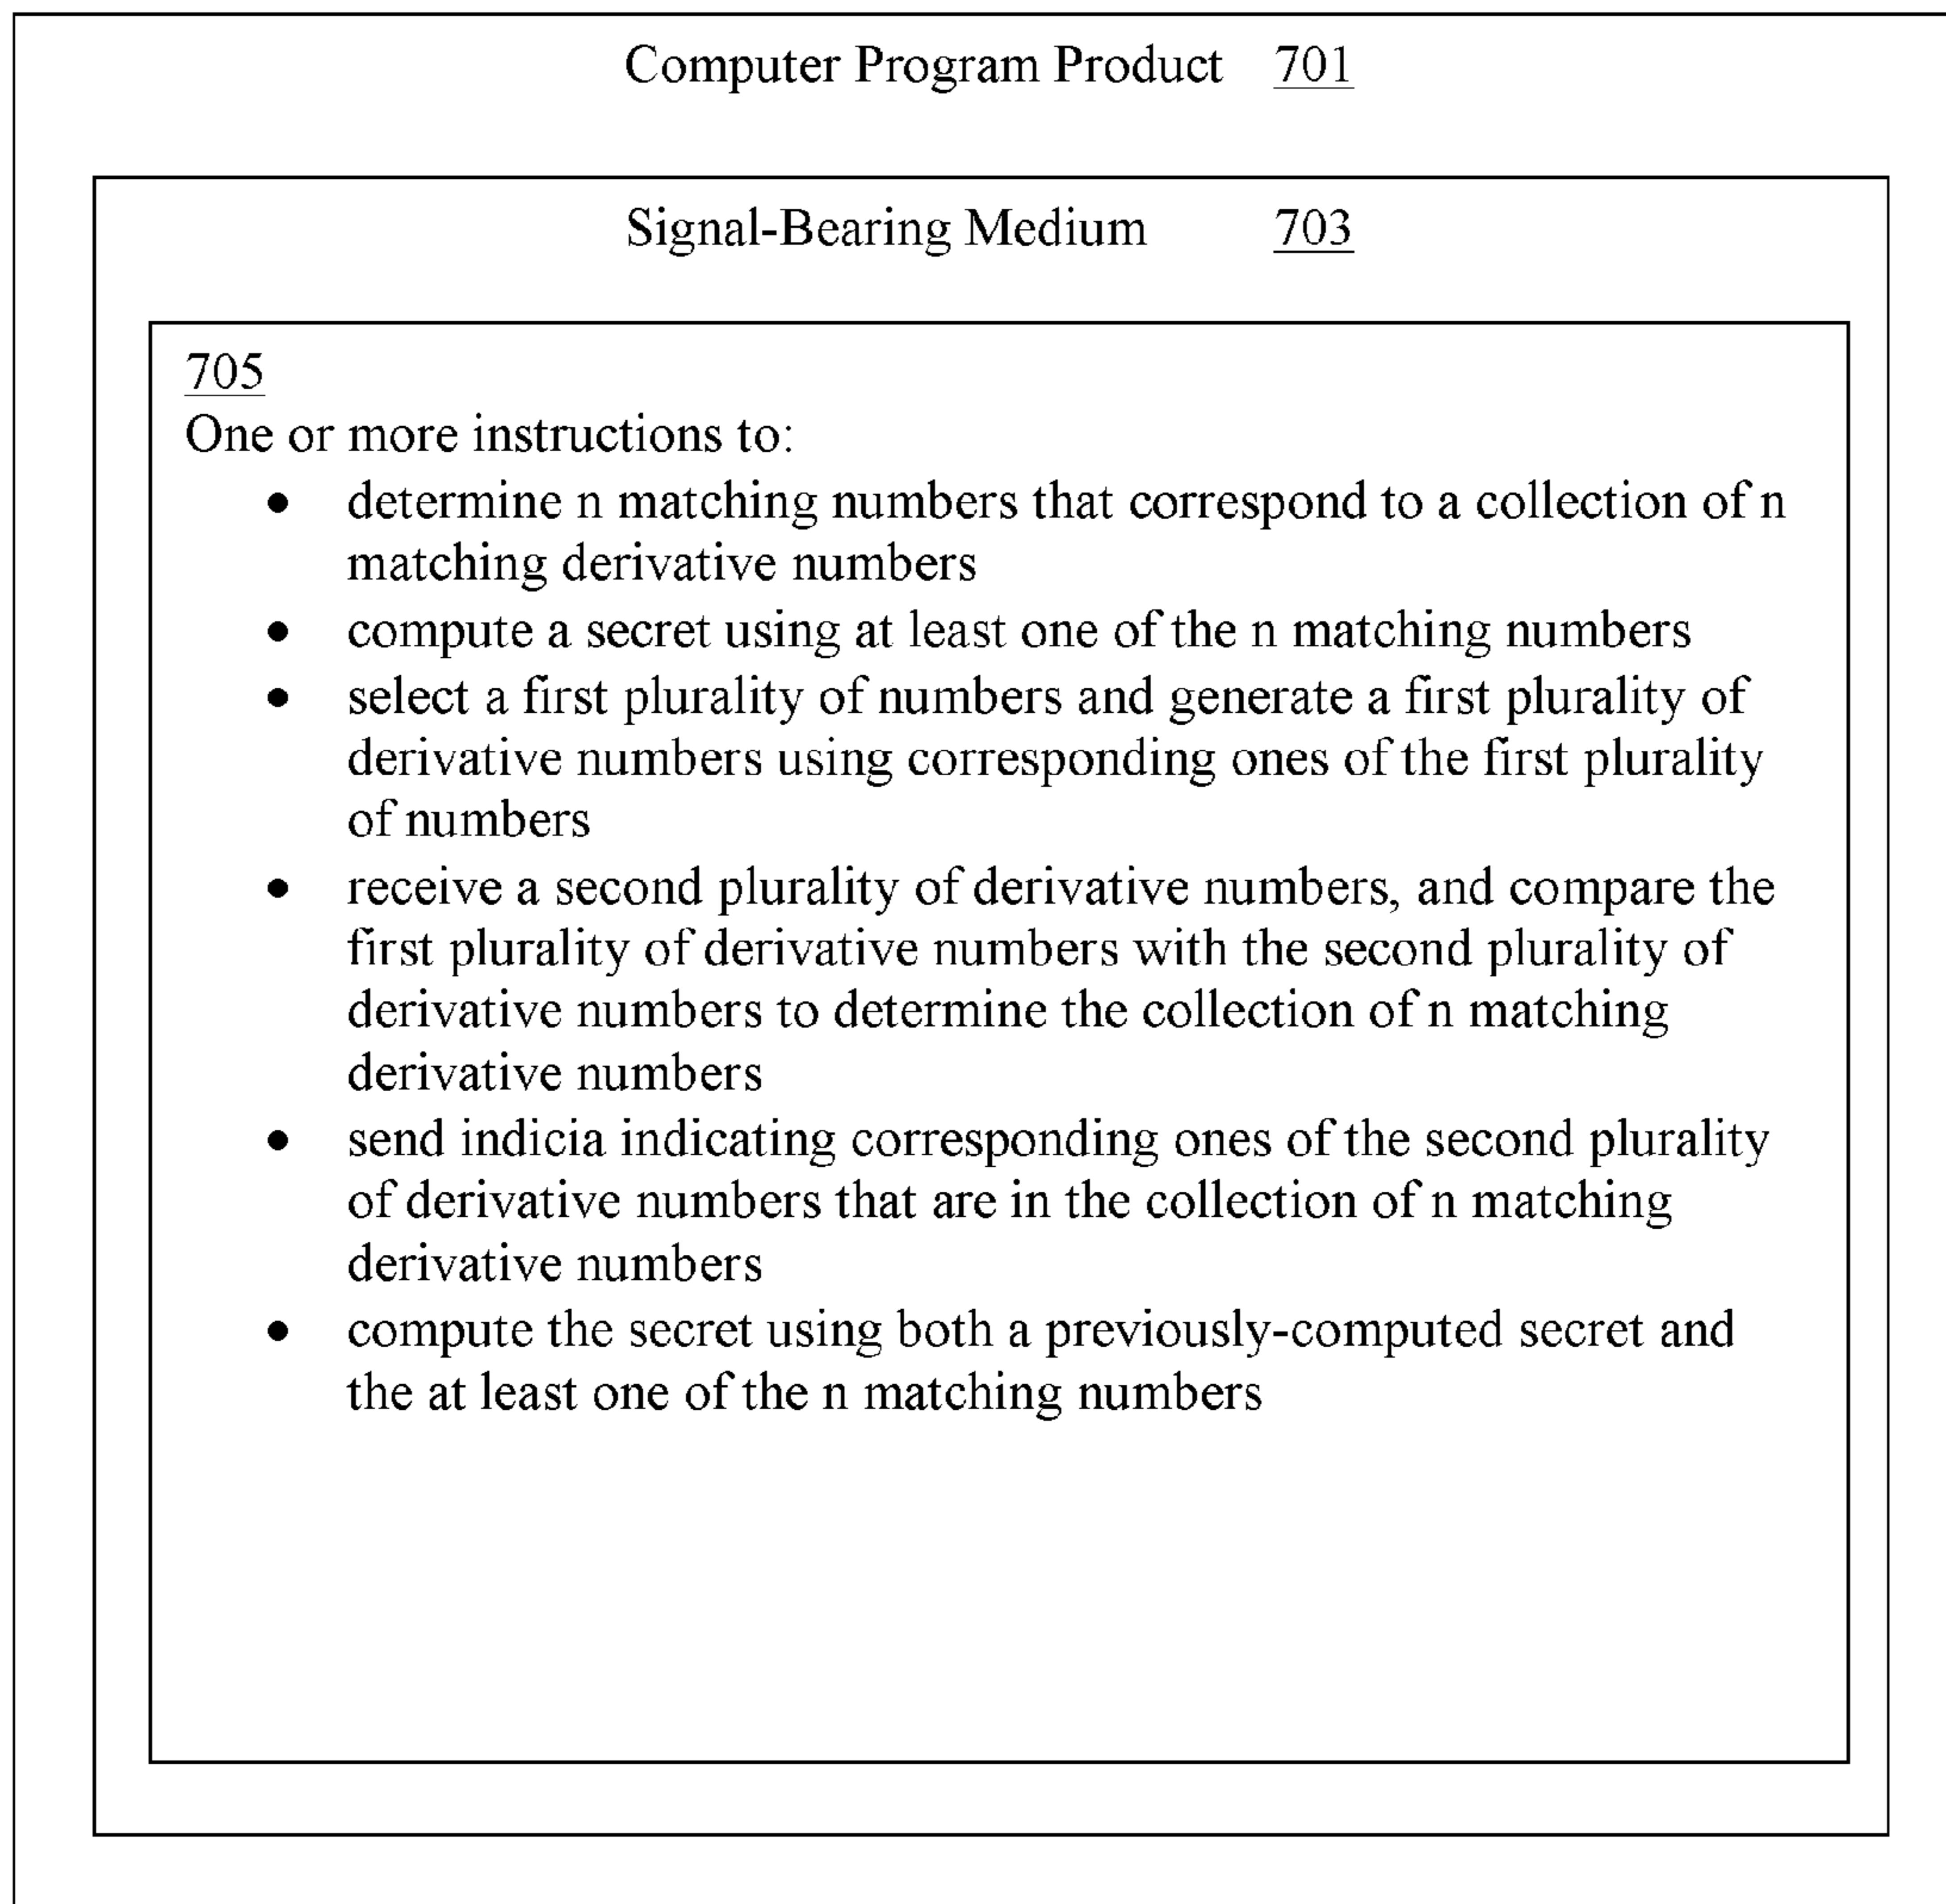 Computer Program Product 701
Signal-Bearing Medium 703
705
One or more instructions to:
● determine n matching numbers that correspond to a collection of n
matching derivative numbers
● compute a secret using at least one of the n matching numbers
● select a first plurality of numbers and generate a first plurality of
derivative numbers using corresponding ones of the first plurality
of numbers
● receive a second plurality of derivative numbers, and compare the
first plurality of derivative numbers with the second plurality of
derivative numbers to determine the collection of n matching
derivative numbers
● send indicia indicating corresponding ones of the second plurality
of derivative numbers that are in the collection of n matching
derivative numbers
● compute the secret using both a previously-computed secret and
the at least one of the n matching numbers